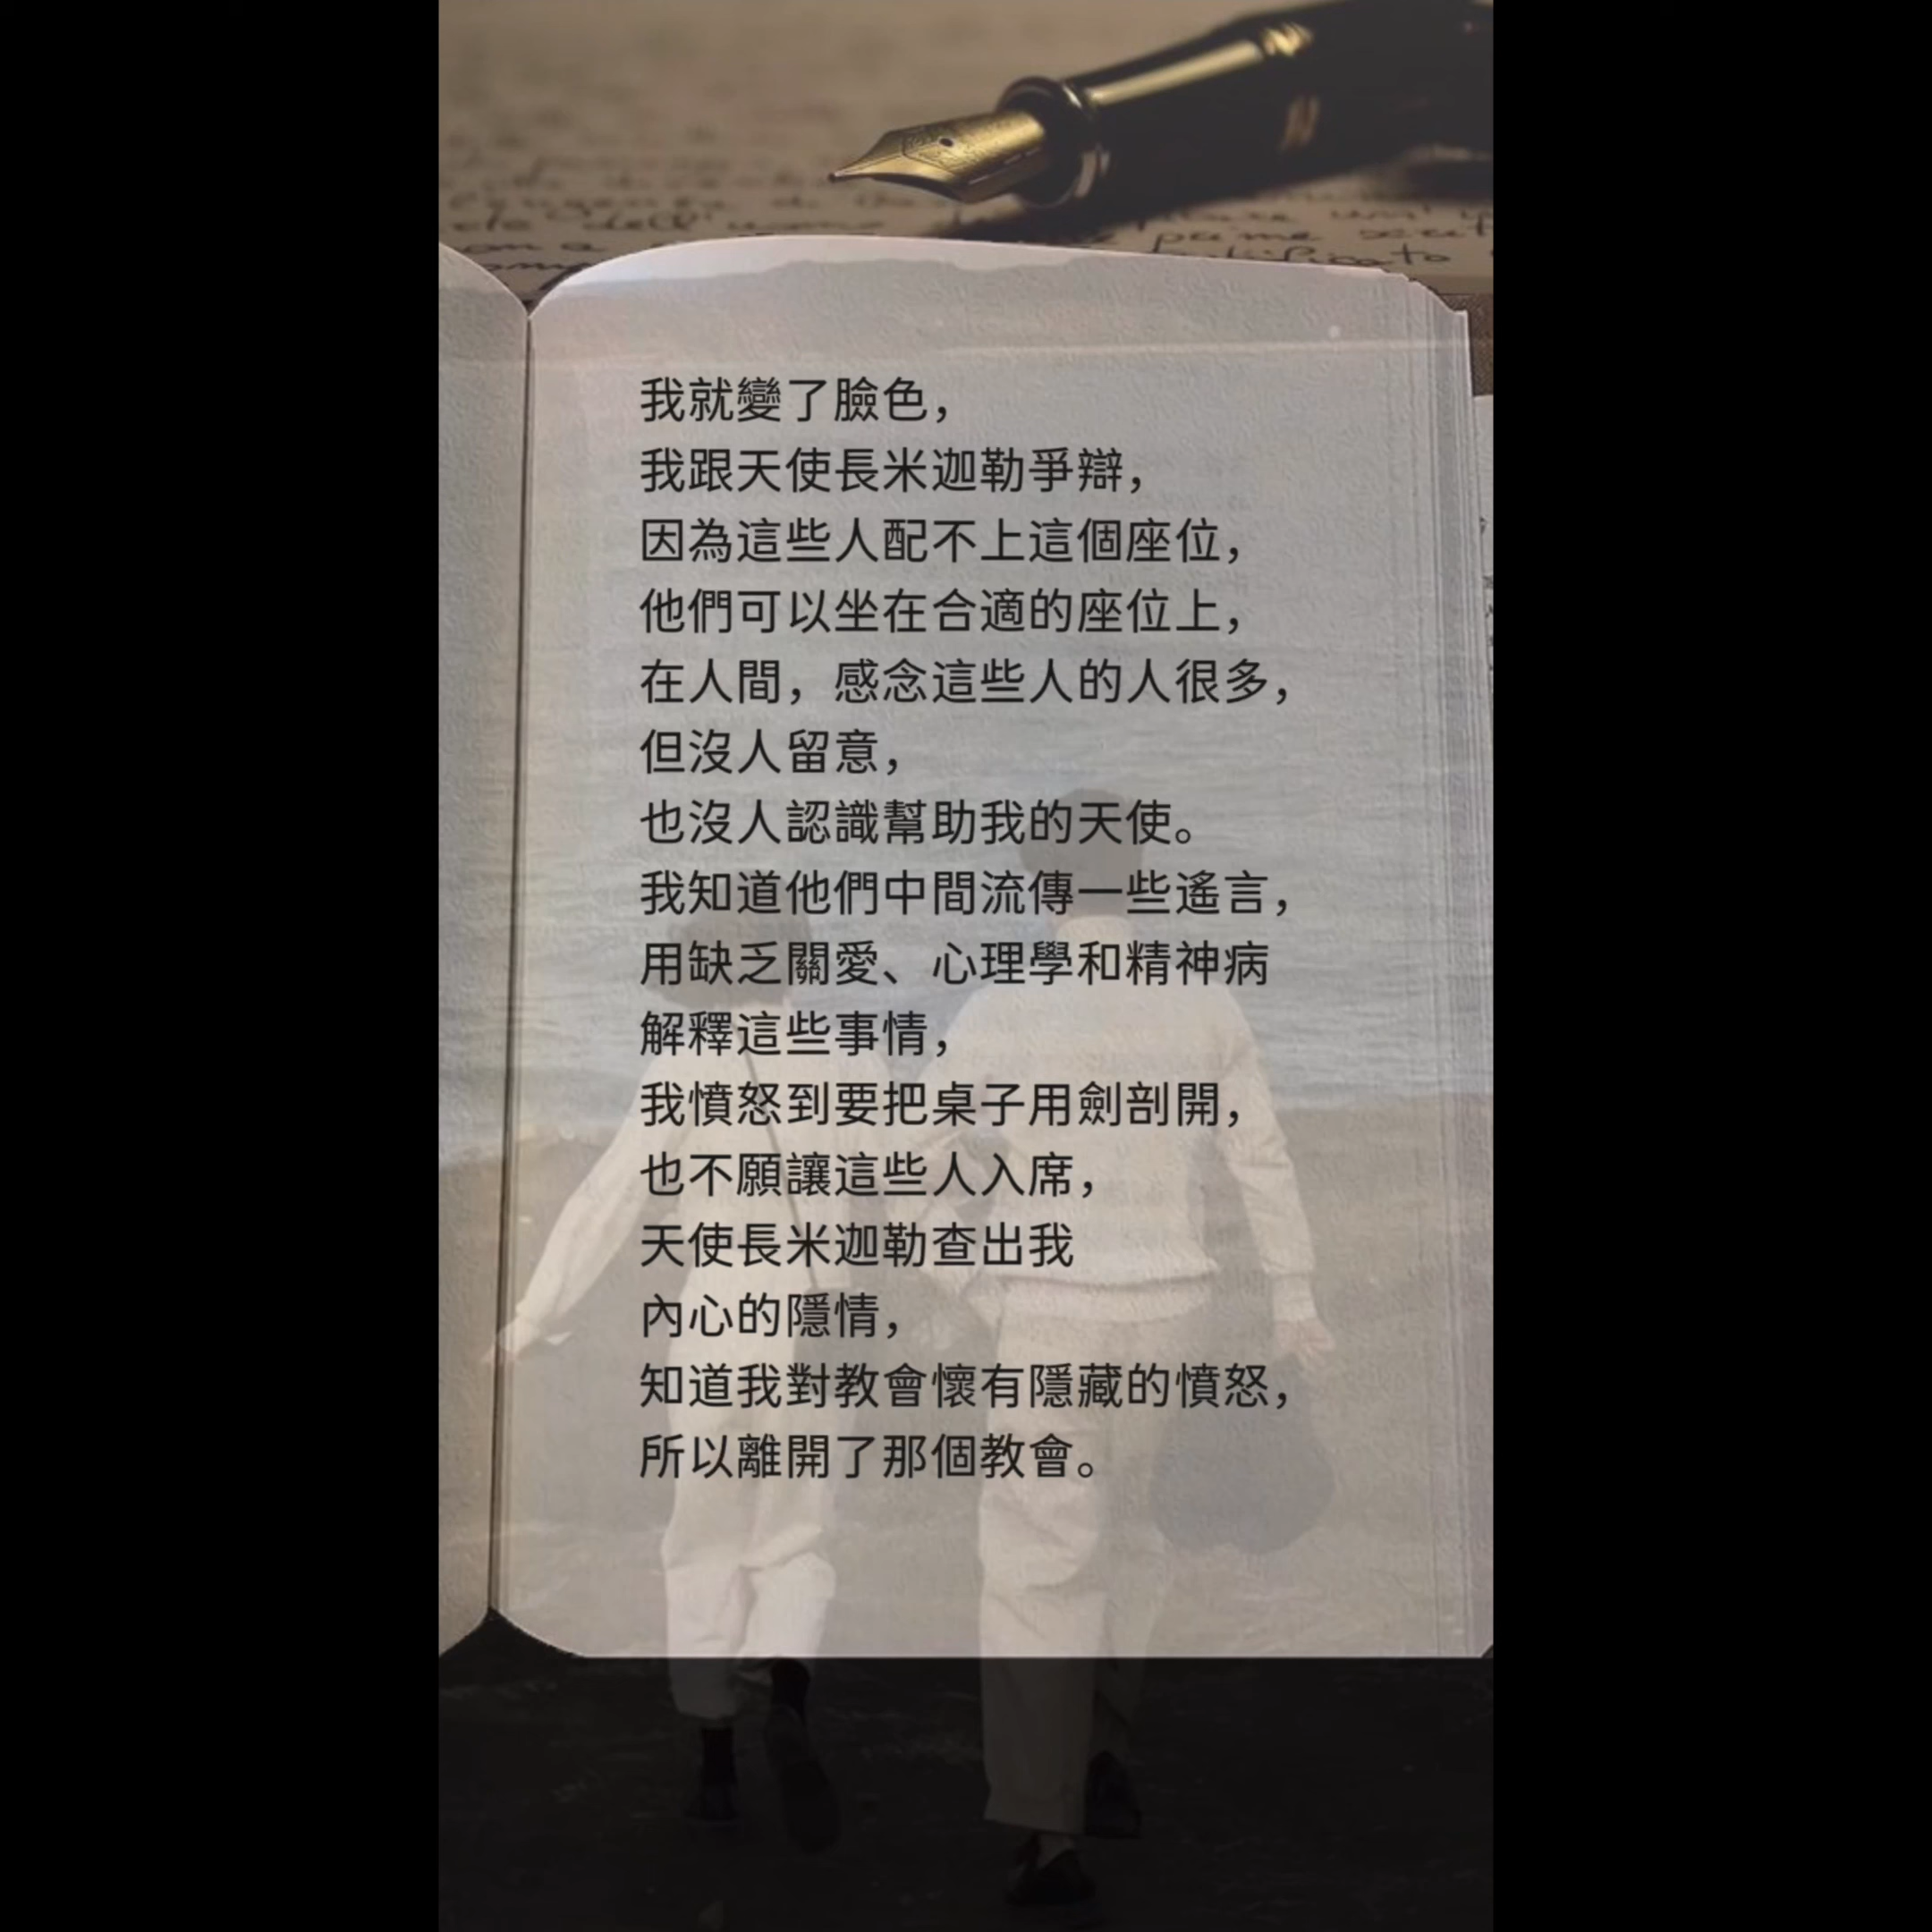 我就變了臉色，
我跟天使長米迦勒爭辯，
因為這些人配不上這個座位，
他們可以坐在合適的座位上，
在人間，感念這些人的人很多，
但沒人留意，
也沒人認識幫助我的天使。
我知道他們中間流傳一些遙言，
用缺乏關愛、心理學和精神病
解釋這些事情，
我憤怒到要把桌子用劍剖開，
也不願讓這些人入席，
天使長米迦勒查出我
內心的隱情，
知道我對教會懷有隱藏的憤怒，
所以離開了那個教會。